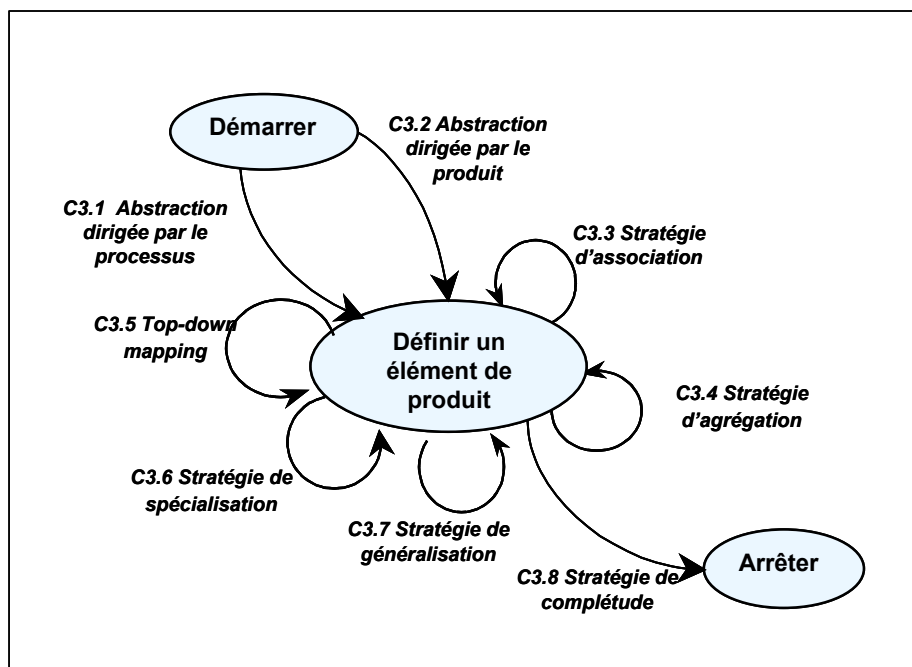 Démarrer
C3.2 Abstraction
dirigée par le
produit
C3.1 Abstraction
dirigée par le
processus
C3.3 Stratégie
d'association
C3.5 Top-down
mapping
Définir un
élément de
produit
C3.4 Stratégie
d'agrégation
C3.6 Stratégie de
spécialisation
C3.7 Stratégie de
généralisation
C3.8 Stratégie de
complétude
Arrêter